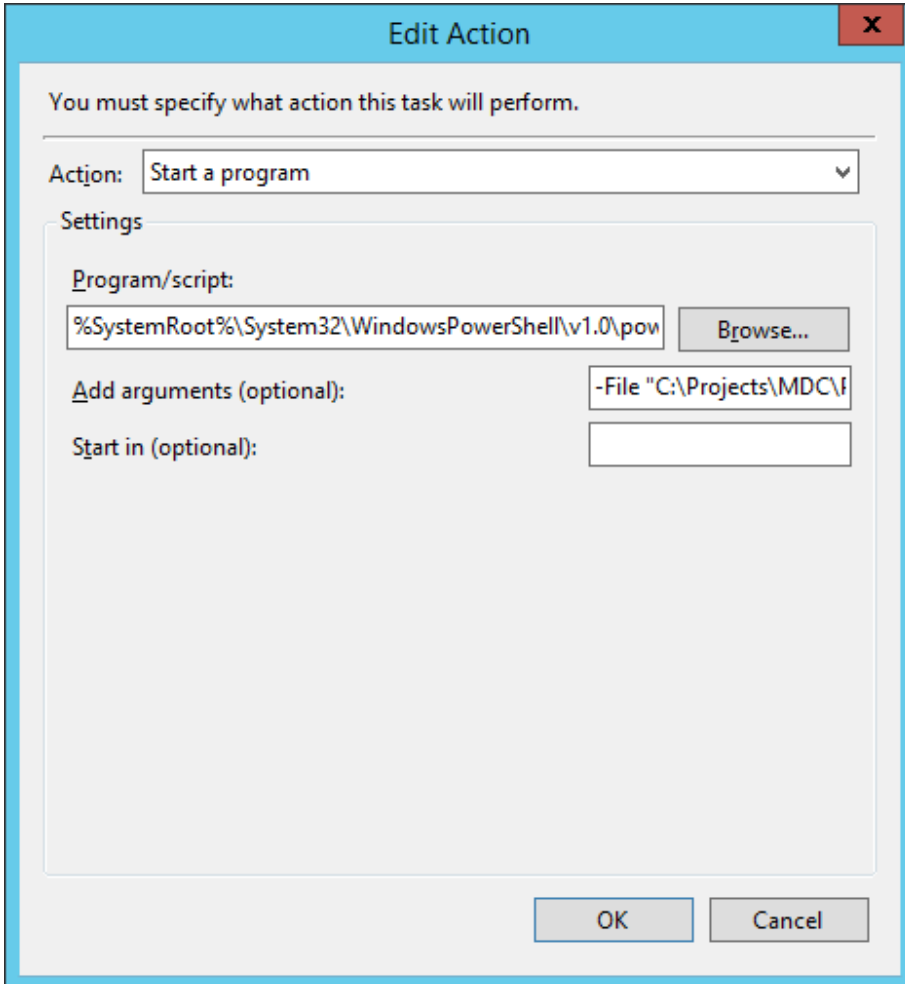 Edit Action
x
You must specify what action this task will perform.
Action: Start a program
Settings
Program/script:
%SystemRoot%\System32\WindowsPowerShell\v1.0\pow
Browse...
Add arguments (optional): -File "C:\Projects\MDC\
Start in (optional):
OK Cancel